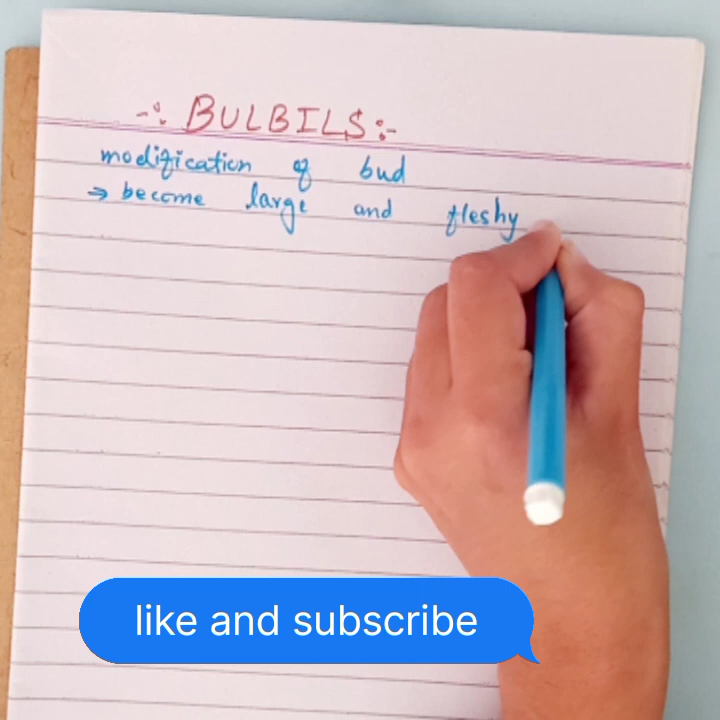 -:BULBILS:-
modification of bud
→ become large and fleshy
like and subscribe